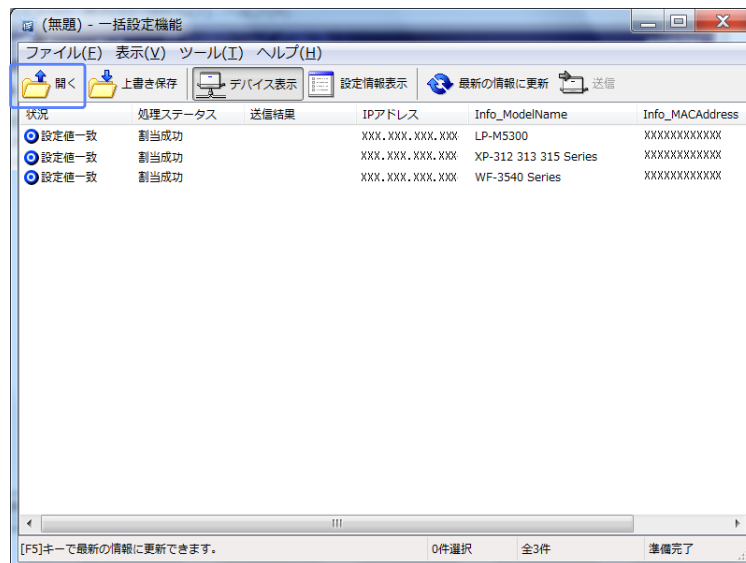 (無題) - 一括設定機能
ファイル(F) 表示(V) ツール(T) ヘルプ(H)
開く 上書き保存 デバイス表示 設定情報表示 最新の情報に更新 送信
状況 処理ステータス 送信結果 IPアドレス Info_ModelName Info_MACAddress
設定値一致 割当成功 XXX.XXX.XXX.XXX LP-M5300 XXXXXXXXXXXX
設定値一致 割当成功 XXX.XXX.XXX.XXX XP-312 313 315 Series XXXXXXXXXXXX
設定値一致 割当成功 XXX.XXX.XXX.XXX WF-3540 Series XXXXXXXXXXXX
[F5]キーで最新の情報に更新できます。 0件選択 全3件 準備完了